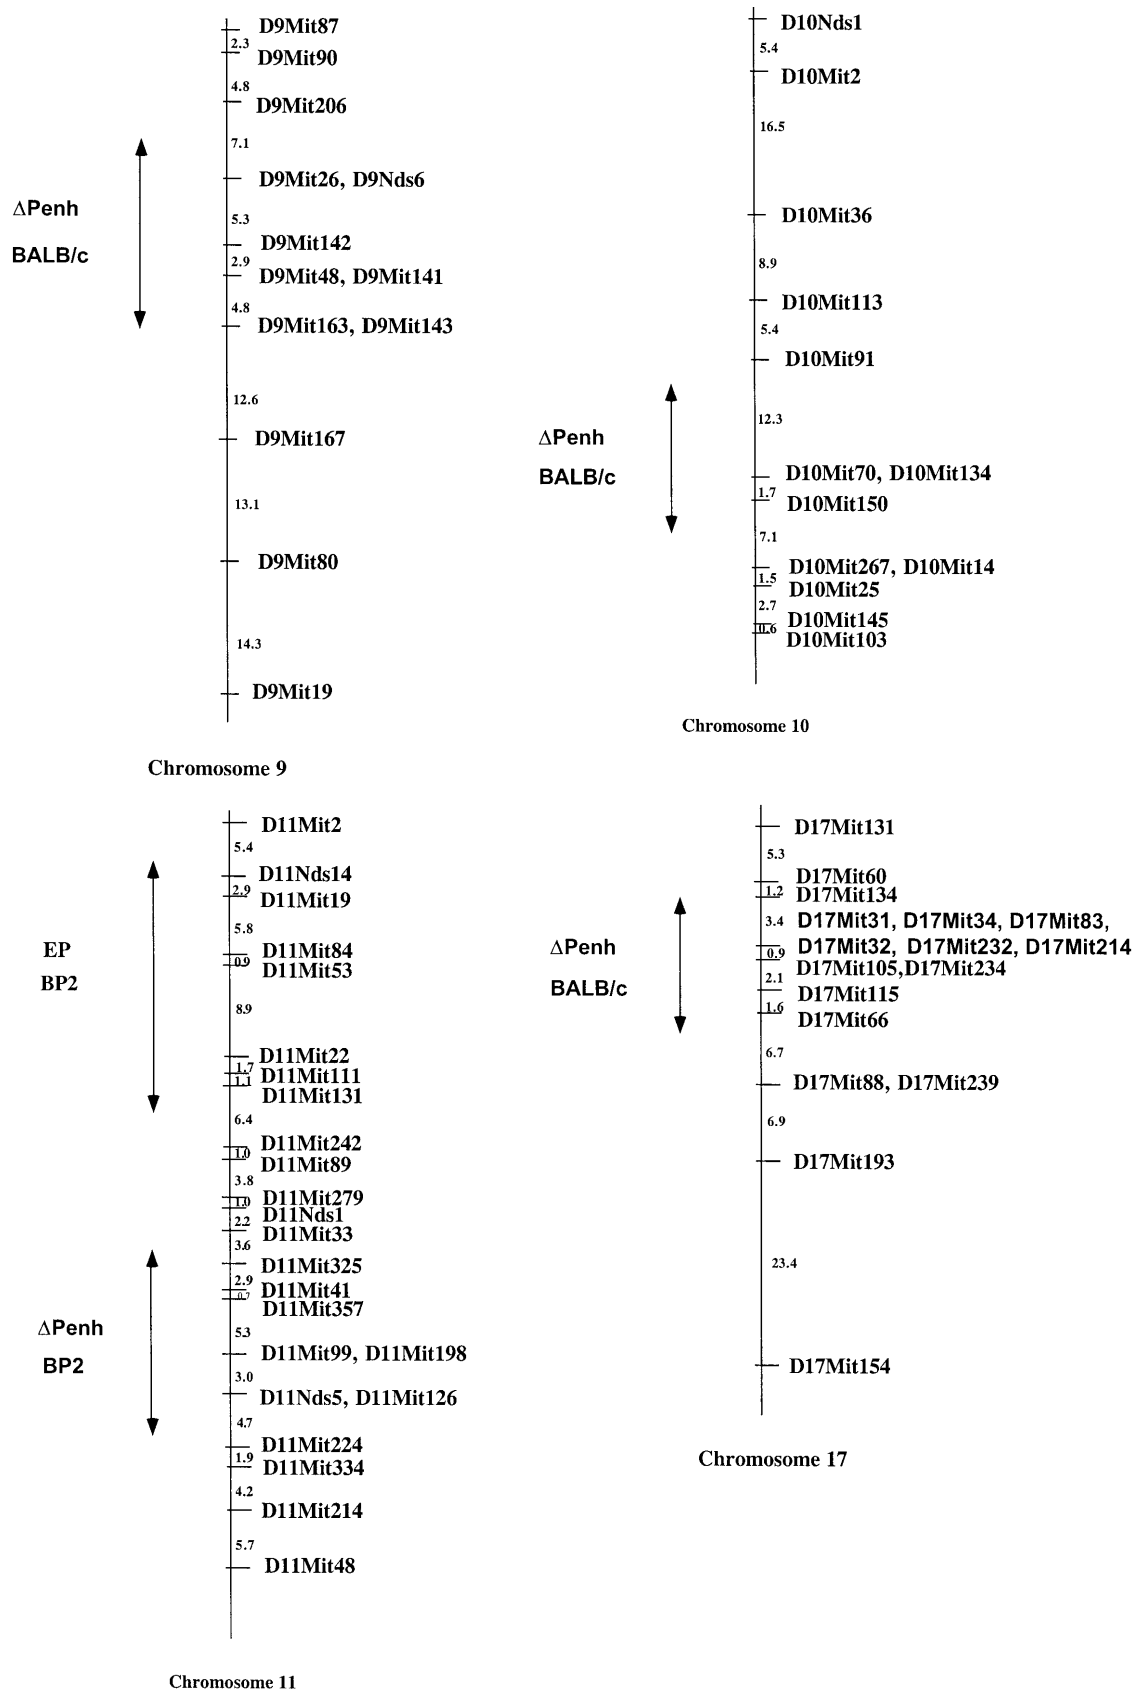 D9Mit87
2.3
D9Mit90
4.8
D9Mit206
7.1
D9Mit26, D9Nds6
5.3
D9Mit142
2.9
D9Mit48, D9Mit141
4.8
D9Mit163, D9Mit143
12.6
D9Mit167
13.1
D9Mit80
14.3
D9Mit19
ΔPenh
BALB/c
Chromosome 9
D10Nds1
5.4
D10Mit2
16.5
D10Mit36
8.9
D10Mit113
5.4
D10Mit91
12.3
D10Mit70, D10Mit134
1.7
D10Mit150
7.1
D10Mit267, D10Mit14
1.5
D10Mit25
2.7
D10Mit145
0.6
D10Mit103
ΔPenh
BALB/c
Chromosome 10
D11Mit2
5.4
D11Nds14
2.9
D11Mit19
5.8
D11Mit84
0.9
D11Mit53
8.9
D11Mit22
1.7
D11Mit111
1.1
D11Mit131
6.4
D11Mit242
1.0
D11Mit89
3.8
D11Mit279
1.0
D11Nds1
2.2
D11Mit33
3.6
D11Mit325
2.9
D11Mit41
0.7
D11Mit357
5.3
D11Mit99, D11Mit198
3.0
D11Nds5, D11Mit126
4.7
D11Mit224
1.9
D11Mit334
4.2
D11Mit214
5.7
D11Mit48
EP
BP2
ΔPenh
BP2
Chromosome 11
D17Mit131
5.3
D17Mit60
1.2
D17Mit134
3.4
D17Mit31, D17Mit34, D17Mit83,
D17Mit32, D17Mit232, D17Mit214
0.9
D17Mit105,D17Mit234
2.1
D17Mit115
1.6
D17Mit66
6.7
D17Mit88, D17Mit239
6.9
D17Mit193
23.4
D17Mit154
ΔPenh
BALB/c
Chromosome 17